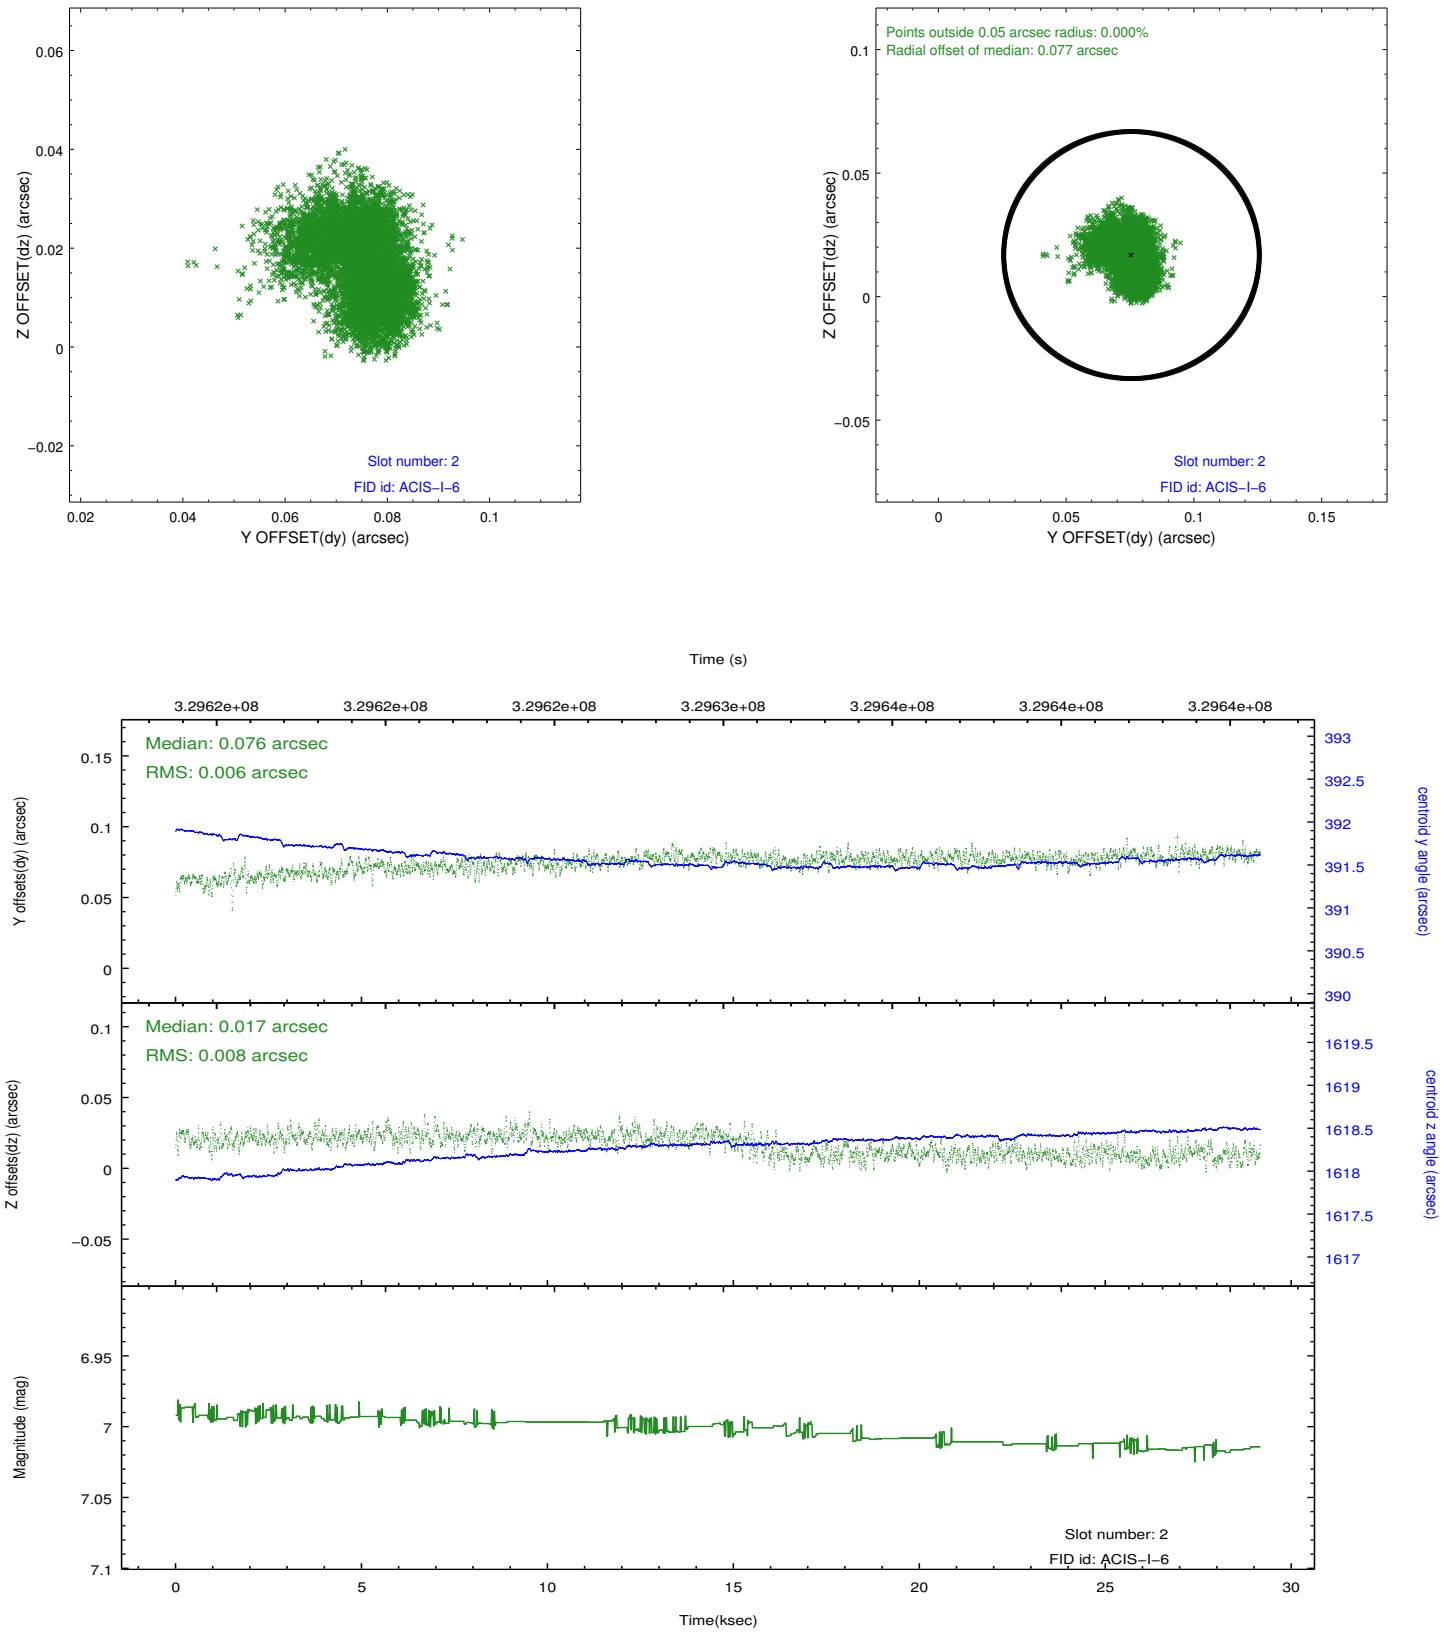 0.06
0.04
0.02
0
−0.02
Z OFFSET(dz) (arcsec)
Slot number: 2
FID id: ACIS−I−6
0.02 0.04 0.06 0.08 0.1
Y OFFSET(dy) (arcsec)
Points outside 0.05 arcsec radius: 0.000%
Radial offset of median: 0.077 arcsec
0.1
0.05
0
−0.05
Z OFFSET(dz) (arcsec)
Slot number: 2
FID id: ACIS−I−6
0 0.05 0.1 0.15
Y OFFSET(dy) (arcsec)
Time (s)
3.2962e+08 3.2962e+08 3.2962e+08 3.2963e+08 3.2964e+08 3.2964e+08 3.2964e+08
Median: 0.076 arcsec
RMS: 0.006 arcsec
0.15
0.1
0.05
0
Y offsets(dy) (arcsec)
393
392.5
392
391.5
391
390.5
390
centroid y angle (arcsec)
Median: 0.017 arcsec
RMS: 0.008 arcsec
0.1
0.05
0
−0.05
Z offsets(dz) (arcsec)
1619.5
1619
1618.5
1618
1617.5
1617
centroid z angle (arcsec)
6.95
7
7.05
7.1
Magnitude (mag)
Slot number: 2
FID id: ACIS−I−6
0 5 10 15 20 25 30
Time(ksec)